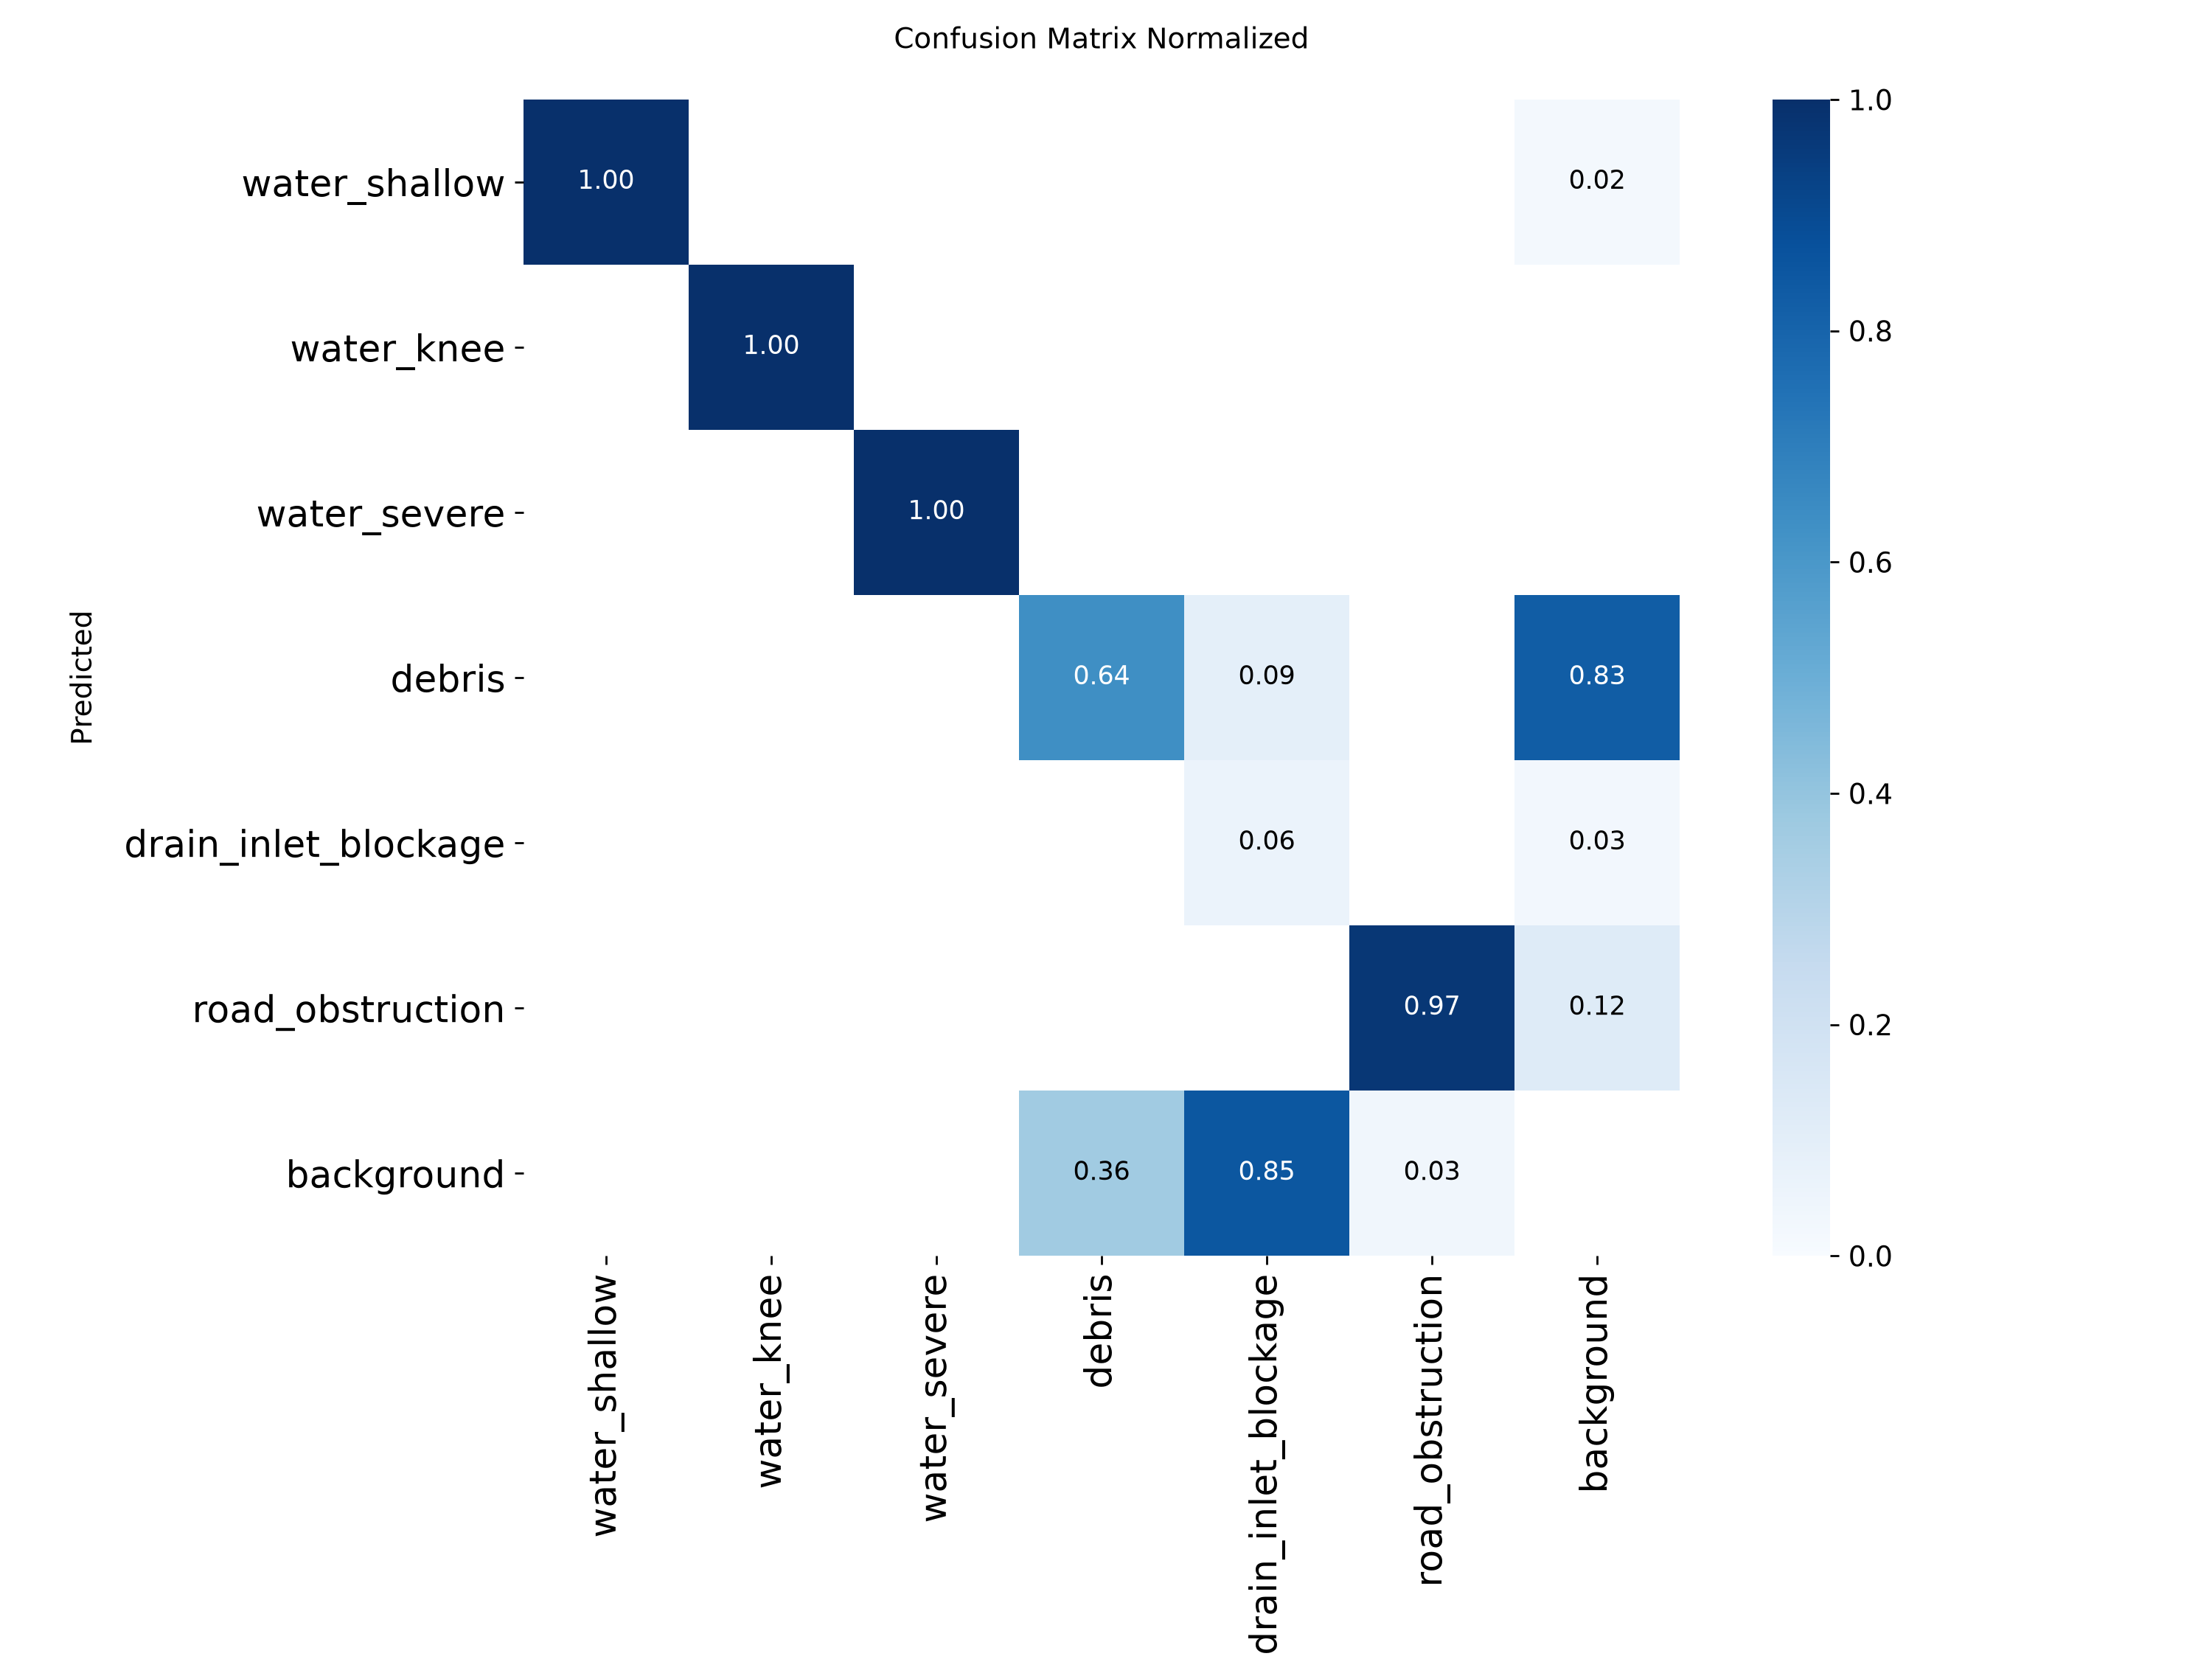 Confusion Matrix Normalized
Predicted
water_shallow
1.00
0.02
water_knee
1.00
water_severe
1.00
debris
0.64
0.09
0.83
drain_inlet_blockage
0.06
0.03
road_obstruction
0.97
0.12
background
0.36
0.85
0.03
water_shallow
water_knee
water_severe
debris
drain_inlet_blockage
road_obstruction
background
1.0
0.8
0.6
0.4
0.2
0.0